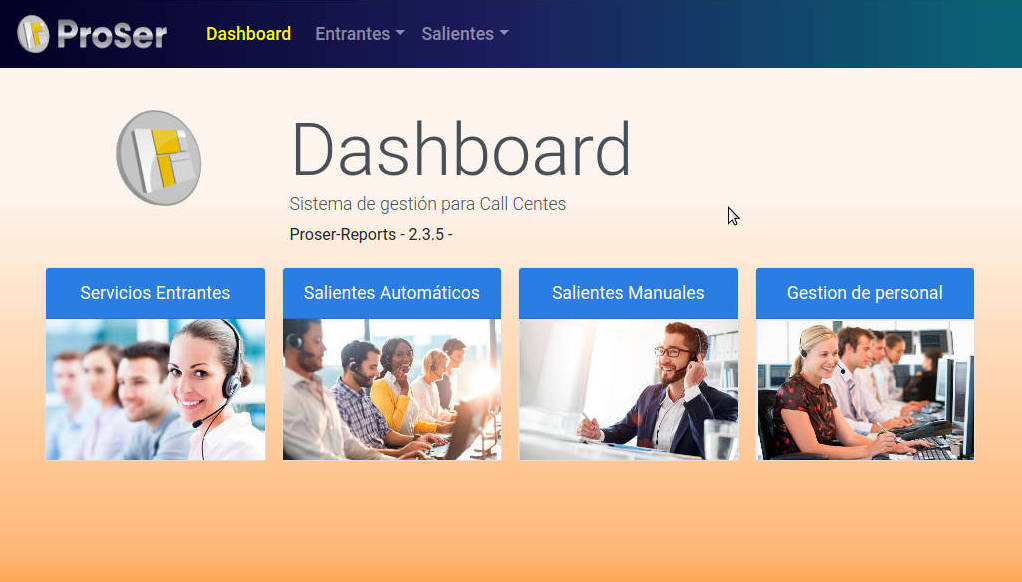 ProSer Dashboard Entrantes Salientes
Dashboard
Sistema de gestión para Call Centes
Proser-Reports - 2.3.5 -
Servicios Entrantes
Salientes Automáticos
Salientes Manuales
Gestion de personal